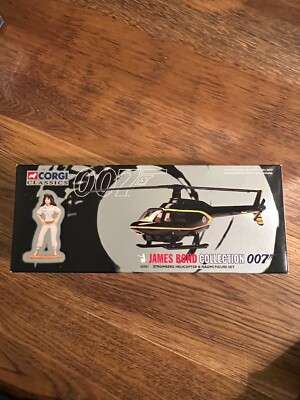 CORGI
CLASSICS
007
JAMES BOND COLLECTION 007
STROMBERG HELICOPTER & NAOMI FIGURE SET